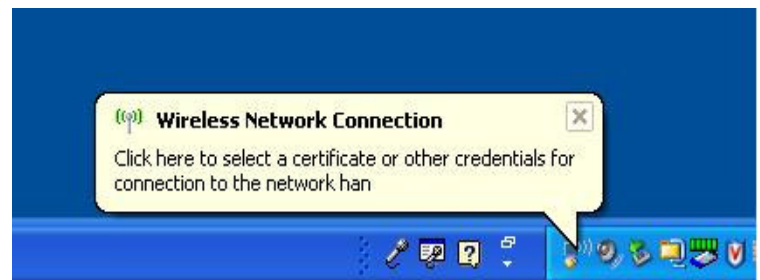 Wireless Network Connection
Click here to select a certificate or other credentials for
connection to the network han